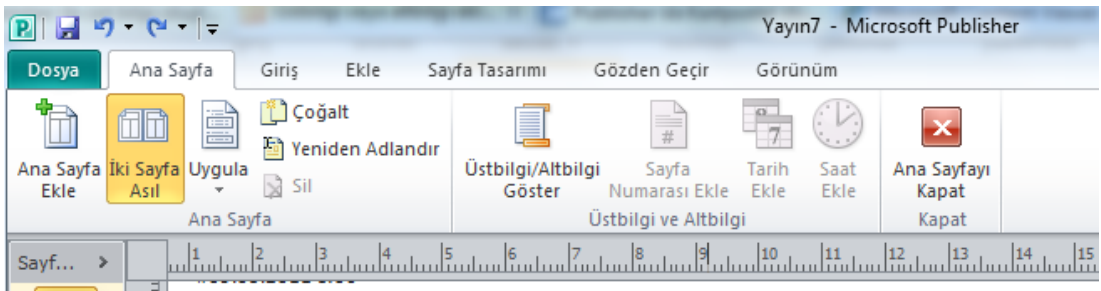 Yayın7 - Microsoft Publisher
Dosya Ana Sayfa Giriş Ekle Sayfa Tasarımı Gözden Geçir Görünüm
Ana Sayfa Ekle
İki Sayfa Asıl
Uygula
Çoğalt
Yeniden Adlandır
Sil
Ana Sayfa
Üstbilgi/Altbilgi Göster
Sayfa Numarası Ekle
Tarih Ekle
Saat Ekle
Üstbilgi ve Altbilgi
Ana Sayfayı Kapat
Kapat
Sayf...
1 2 3 4 5 6 7 8 9 10 11 12 13 14 15